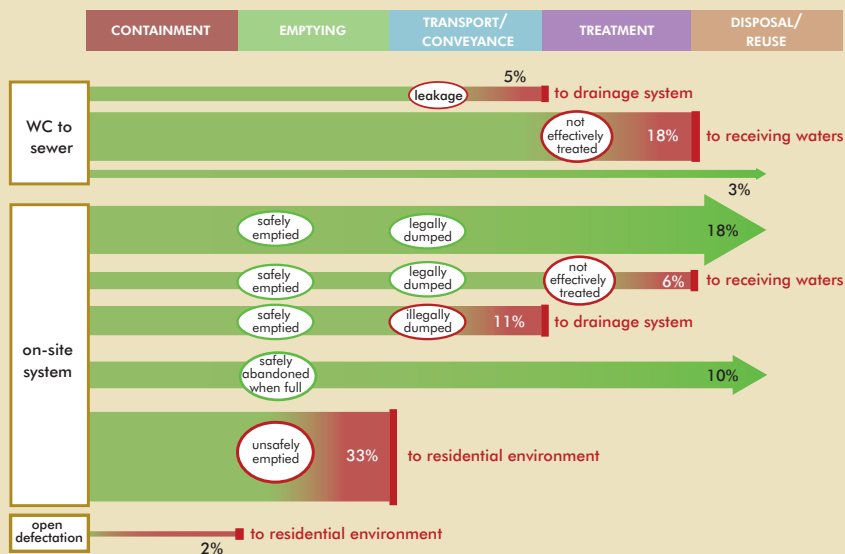 CONTAINMENT
EMPTYING
TRANSPORT/
CONVEYANCE
TREATMENT
DISPOSAL/
REUSE
WC to
sewer
leakage
5%
to drainage system
not
effectively
treated
18%
to receiving waters
3%
on-site
system
safely
emptied
legally
dumped
18%
safely
emptied
legally
dumped
not
effectively
treated
6%
to receiving waters
safely
emptied
illegally
dumped
11%
to drainage system
safely
abandoned
when full
10%
unsafely
emptied
33%
to residential environment
open
defectation
2%
to residential environment